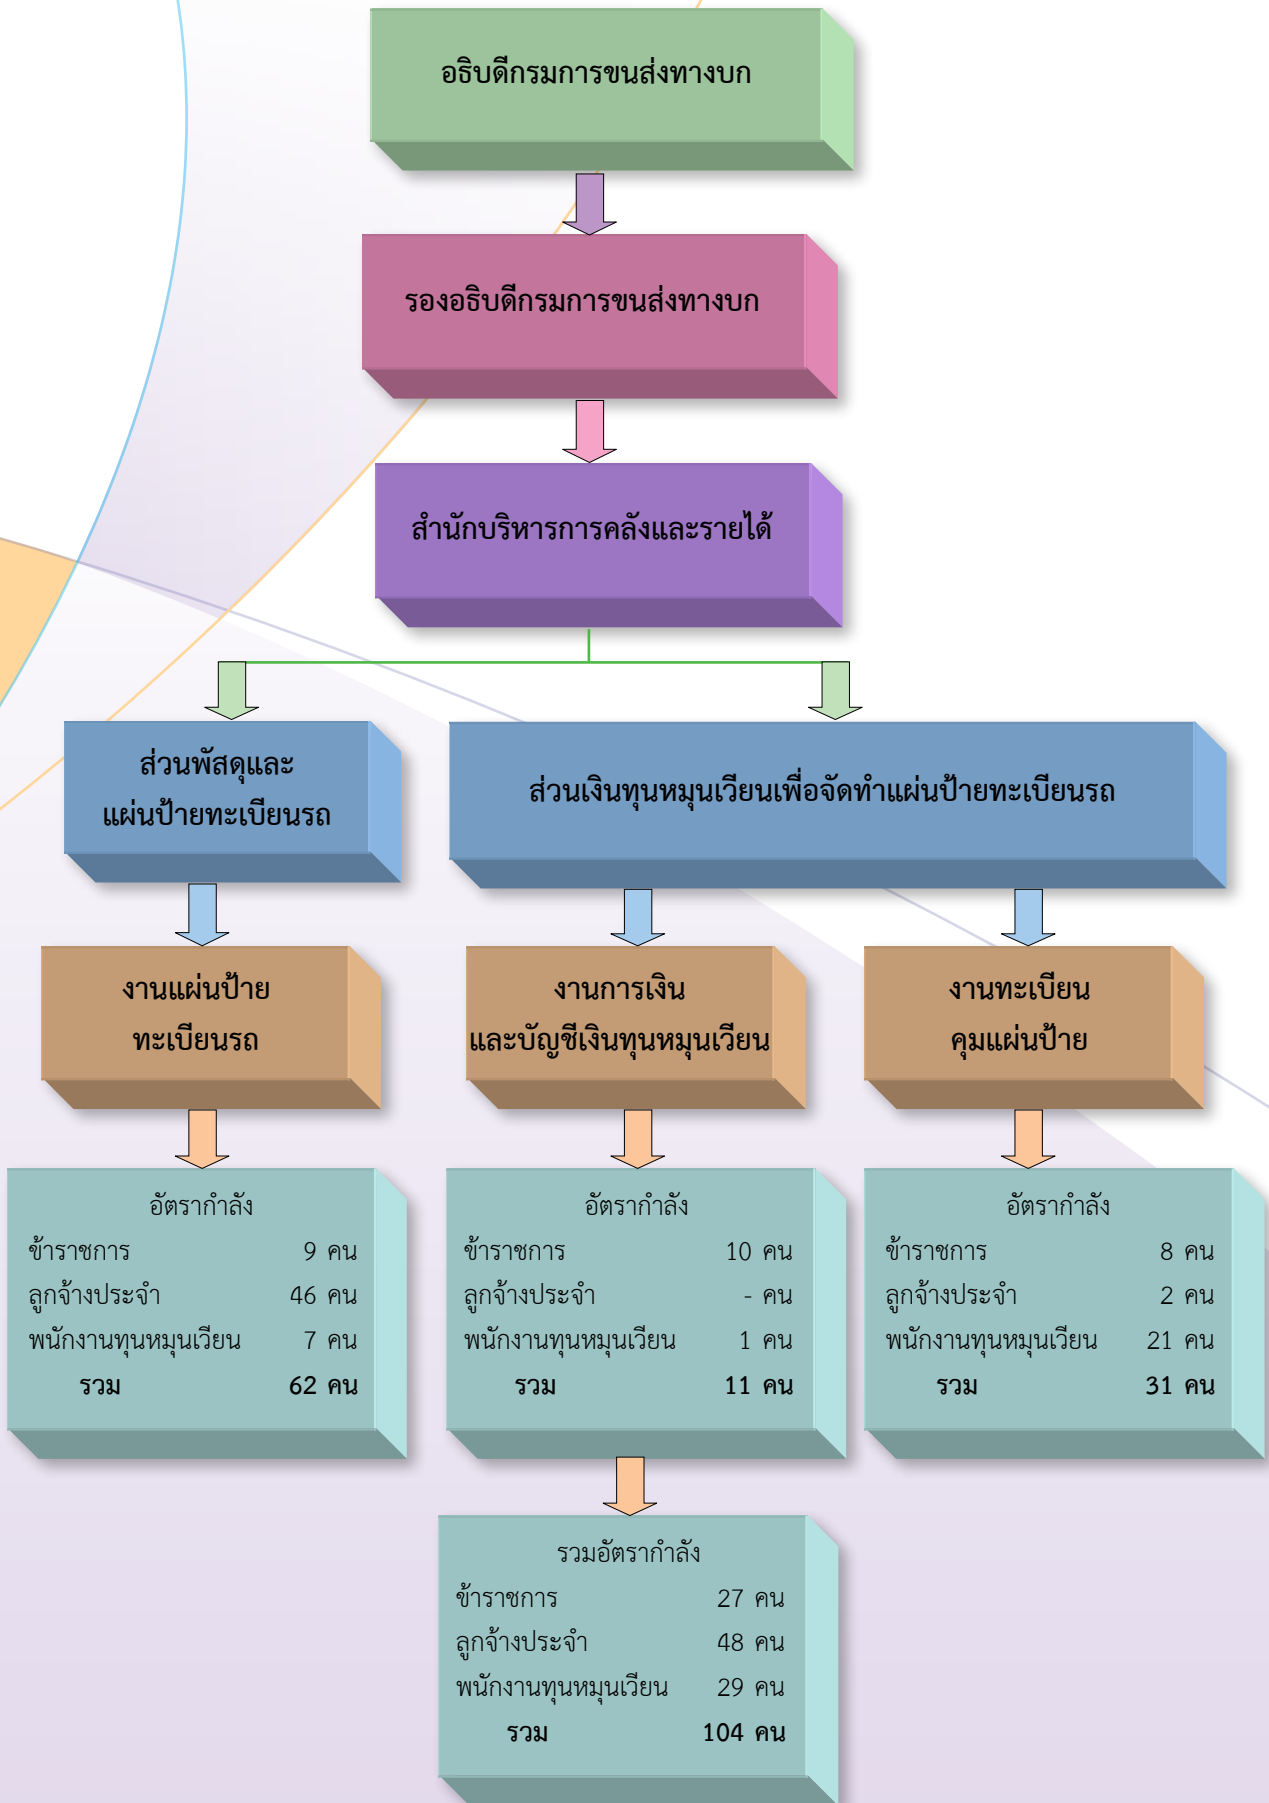 อธิบดีกรมการขนส่งทางบก
รองอธิบดีกรมการขนส่งทางบก
สำนักบริหารการคลังและรายได้
ส่วนพัสดุและ
แผ่นป้ายทะเบียนรถ
ส่วนเงินทุนหมุนเวียนเพื่อจัดทำแผ่นป้ายทะเบียนรถ
งานแผ่นป้าย
ทะเบียนรถ
งานการเงิน
และบัญชีเงินทุนหมุนเวียน
งานทะเบียน
คุมแผ่นป้าย
อัตรากำลัง
ข้าราชการ 9 คน
ลูกจ้างประจำ 46 คน
พนักงานทุนหมุนเวียน 7 คน
รวม 62 คน
อัตรากำลัง
ข้าราชการ 10 คน
ลูกจ้างประจำ - คน
พนักงานทุนหมุนเวียน 1 คน
รวม 11 คน
อัตรากำลัง
ข้าราชการ 8 คน
ลูกจ้างประจำ 2 คน
พนักงานทุนหมุนเวียน 21 คน
รวม 31 คน
รวมอัตรากำลัง
ข้าราชการ 27 คน
ลูกจ้างประจำ 48 คน
พนักงานทุนหมุนเวียน 29 คน
รวม 104 คน